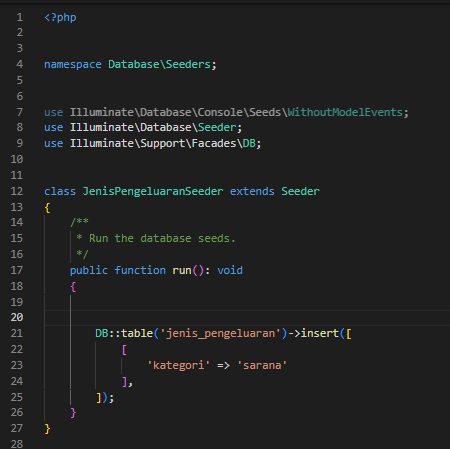 1 <?php
2
3
4 namespace Database\Seeders;
5
6
7 use Illuminate\Database\Console\Seeds\WithoutModelEvents;
8 use Illuminate\Database\Seeder;
9 use Illuminate\Support\Facades\DB;
10
11
12 class JenisPengeluaranSeeder extends Seeder
13 {
14     /**
15      * Run the database seeds.
16      */
17     public function run(): void
18     {
19
20
21         DB::table('jenis_pengeluaran')->insert([
22             [
23                 'kategori' => 'sarana'
24             ],
25         ]);
26     }
27 }
28